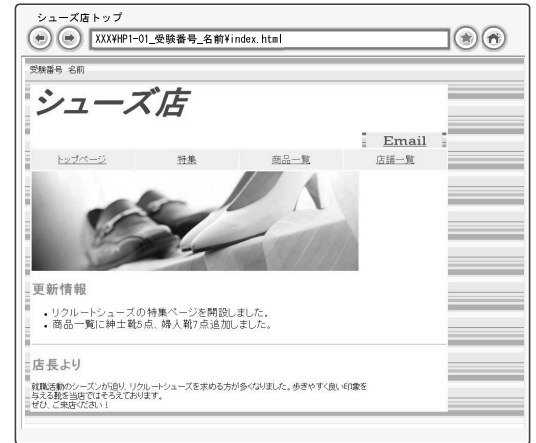 シューズ店トップ
XXX¥HP1-01_受験番号_名前¥index.html
受験番号 名前
シューズ店
Email
トップページ 特集 商品一覧 店舗一覧
更新情報
・リクルートシューズの特集ページを開設しました。
・商品一覧に紳士靴5点、婦人靴7点追加しました。
店長より
就職活動のシーズンが迫り、リクルートシューズを求める方が多くなりました。歩きやすく良い印象を
与える靴を当店ではそろえております。
ぜひ、ご来店ください！